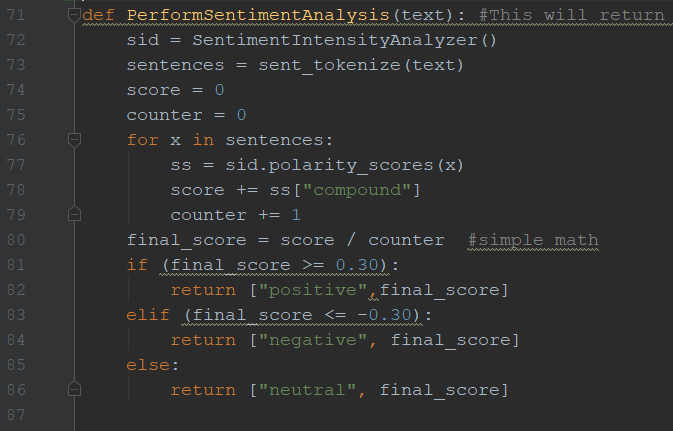 71 def PerformSentimentAnalysis(text): #This will return
72     sid = SentimentIntensityAnalyzer()
73     sentences = sent_tokenize(text)
74     score = 0
75     counter = 0
76     for x in sentences:
77         ss = sid.polarity_scores(x)
78         score += ss["compound"]
79         counter += 1
80     final_score = score / counter  #simple math
81     if (final_score >= 0.30):
82         return ["positive",final_score]
83     elif (final_score <= -0.30):
84         return ["negative", final_score]
85     else:
86         return ["neutral", final_score]
87